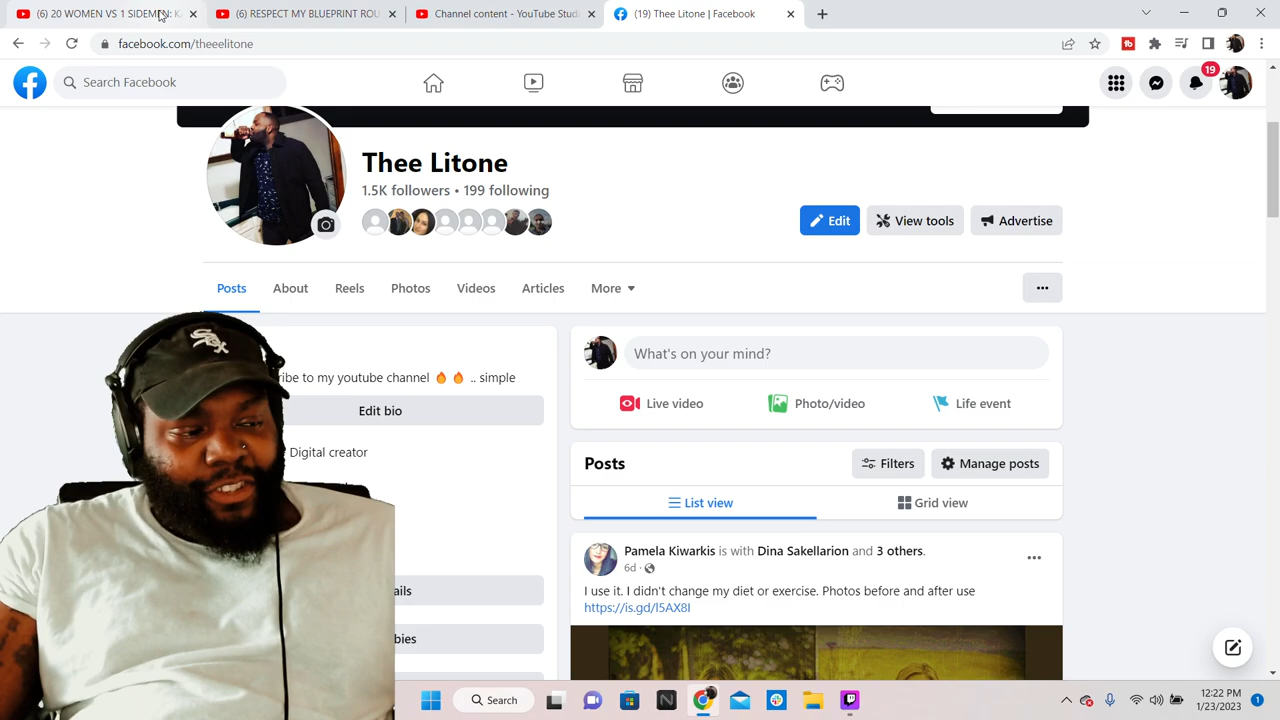 (6) 20 WOMEN VS 1 SIDEMEN:
(6) RESPECT MY BLUEPRINT ROU
Channel content - YouTube Stud
(19) Thee Litone | Facebook
facebook.com/theeelitone
Search Facebook
19
Thee Litone
1.5K followers • 199 following
Edit
View tools
Advertise
Posts
About
Reels
Photos
Videos
Articles
More
What's on your mind?
Live video
Photo/video
Life event
Sox
ribe to my youtube channel 🔥 🔥 .. simple
Edit bio
Digital creator
ails
bies
Posts
Filters
Manage posts
List view
Grid view
Pamela Kiwarkis is with Dina Sakellarion and 3 others.
6d
I use it. I didn't change my diet or exercise. Photos before and after use
https://is.gd/l5AX8I
Search
12:22 PM
1/23/2023
1